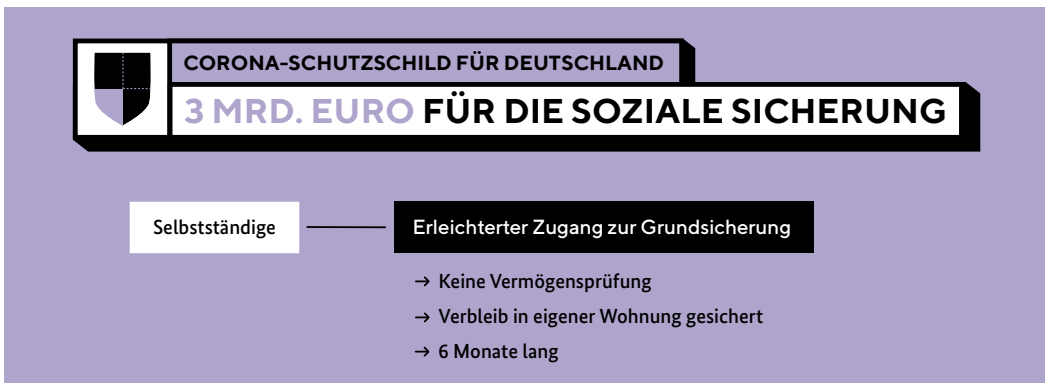 CORONA-SCHUTZSCHILD FÜR DEUTSCHLAND
3 MRD. EURO FÜR DIE SOZIALE SICHERUNG
Selbstständige
Erleichterter Zugang zur Grundsicherung
→ Keine Vermögensprüfung
→ Verbleib in eigener Wohnung gesichert
→ 6 Monate lang